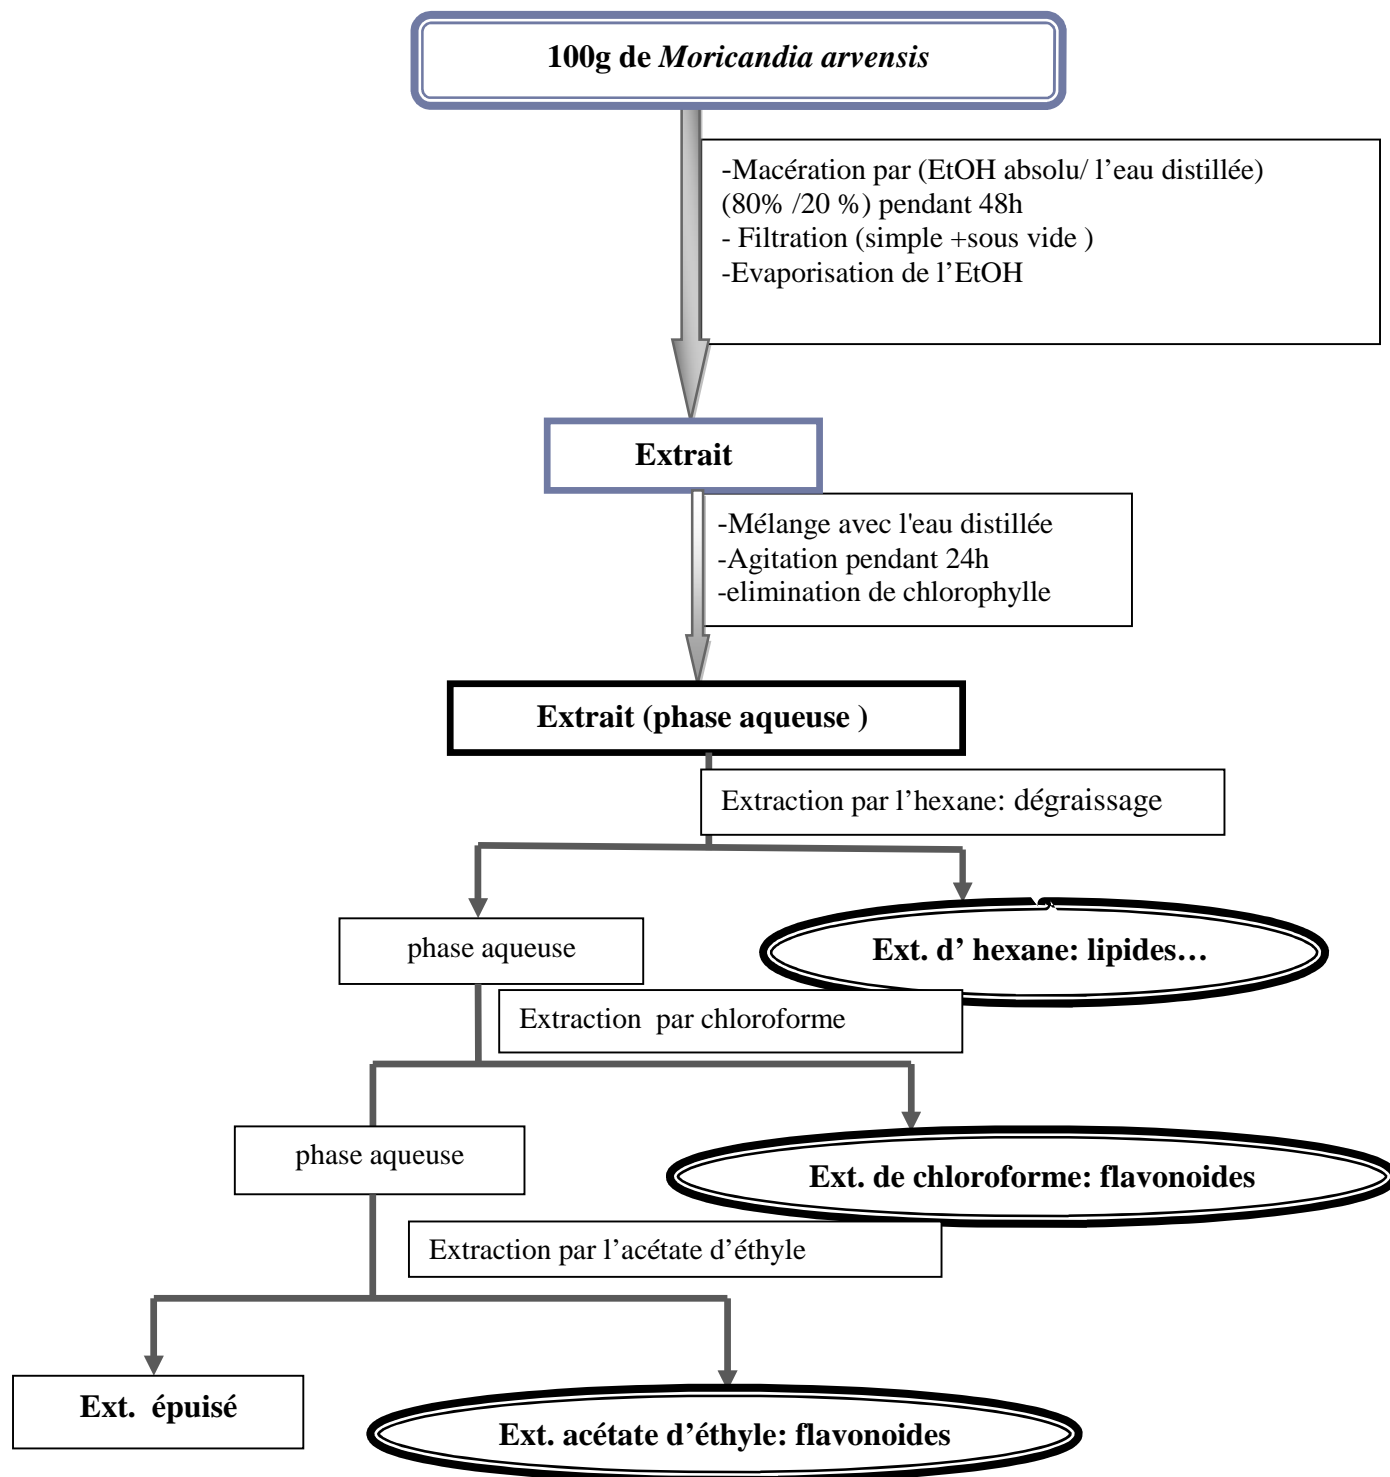 100g de Moricandia arvensis
-Macération par (EtOH absolu/ l’eau distillée)
(80% /20 %) pendant 48h
- Filtration (simple +sous vide )
-Evaporisation de l’EtOH
Extrait
-Mélange avec l'eau distillée
-Agitation pendant 24h
-elimination de chlorophylle
Extrait (phase aqueuse )
Extraction par l’hexane: dégraissage
phase aqueuse
Ext. d’ hexane: lipides…
Extraction par chloroforme
phase aqueuse
Ext. de chloroforme: flavonoides
Extraction par l’acétate d’éthyle
Ext. épuisé
Ext. acétate d’éthyle: flavonoides